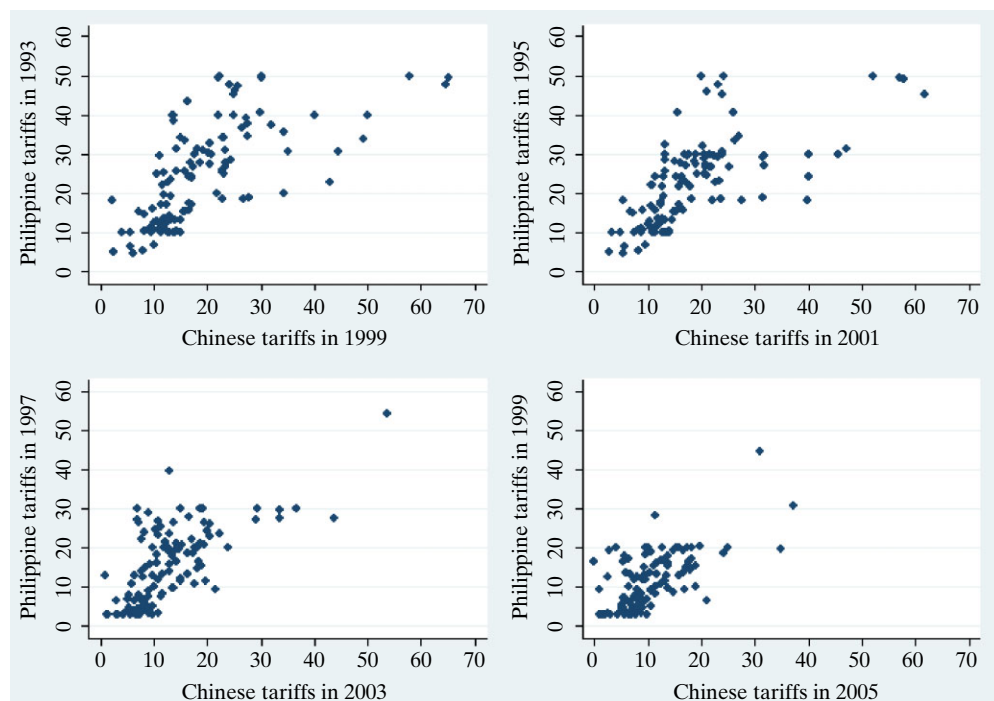 Philippine tariffs in 1993
60
50
40
30
20
10
0
0 10 20 30 40 50 60 70
Chinese tariffs in 1999
Philippine tariffs in 1995
60
50
40
30
20
10
0
0 10 20 30 40 50 60 70
Chinese tariffs in 2001
Philippine tariffs in 1997
60
50
40
30
20
10
0
0 10 20 30 40 50 60 70
Chinese tariffs in 2003
Philippine tariffs in 1999
60
50
40
30
20
10
0
0 10 20 30 40 50 60 70
Chinese tariffs in 2005